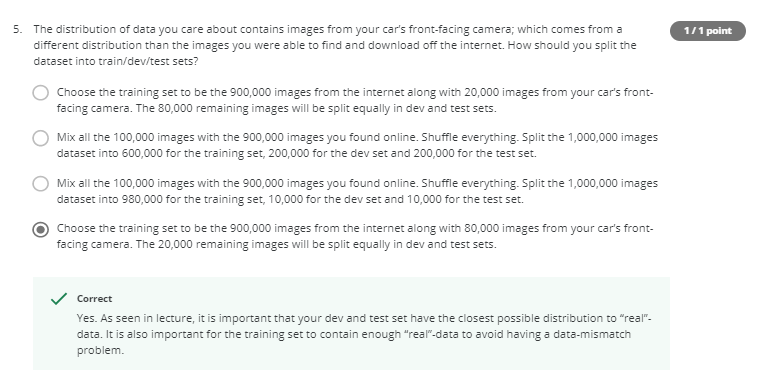 5. The distribution of data you care about contains images from your car's front-facing camera; which comes from a
1 / 1 point
different distribution than the images you were able to find and download off the internet. How should you split the
dataset into train/dev/test sets?
Choose the training set to be the 900,000 images from the internet along with 20,000 images from your car's front-
facing camera. The 80,000 remaining images will be split equally in dev and test sets.
Mix all the 100,000 images with the 900,000 images you found online. Shuffle everything. Split the 1,000,000 images
dataset into 600,000 for the training set, 200,000 for the dev set and 200,000 for the test set.
Mix all the 100,000 images with the 900,000 images you found online. Shuffle everything. Split the 1,000,000 images
dataset into 980,000 for the training set, 10,000 for the dev set and 10,000 for the test set.
Choose the training set to be the 900,000 images from the internet along with 80,000 images from your car's front-
facing camera. The 20,000 remaining images will be split equally in dev and test sets.
Correct
Yes. As seen in lecture, it is important that your dev and test set have the closest possible distribution to "real"-
data. It is also important for the training set to contain enough "real"-data to avoid having a data-mismatch
problem.